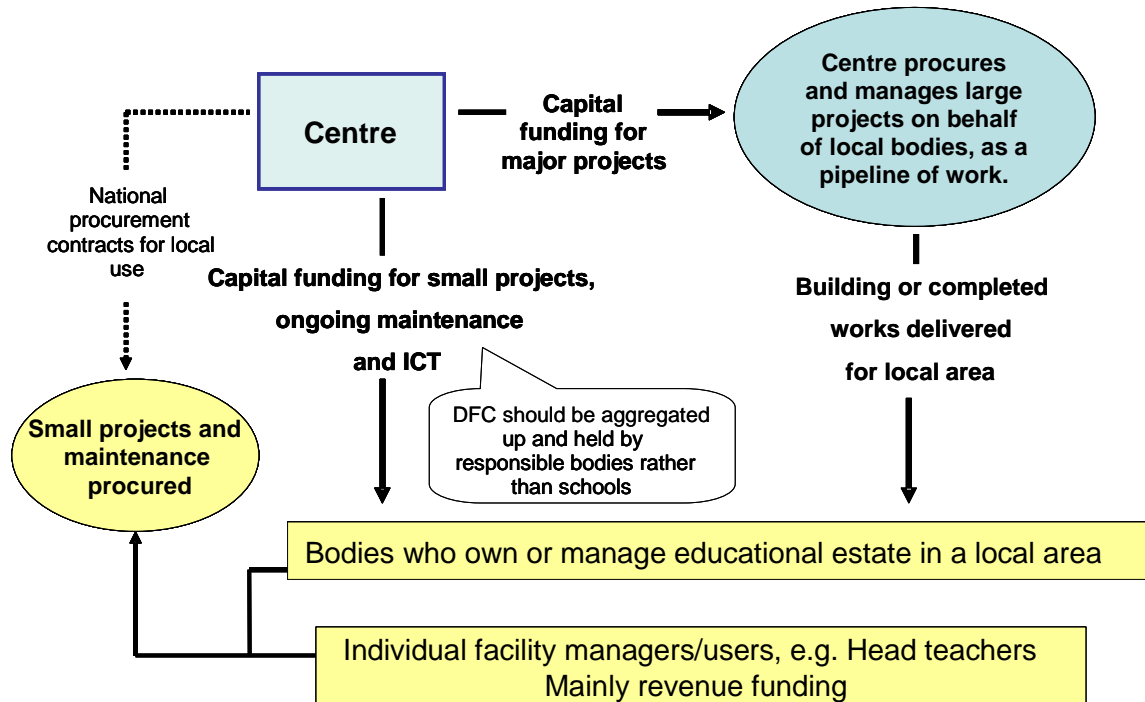 Centre
Capital
funding for
major projects
Centre procures
and manages large
projects on behalf
of local bodies, as a
pipeline of work.
National
procurement
contracts for local
use
Capital funding for small projects,
ongoing maintenance
and ICT
Building or completed
works delivered
for local area
DFC should be aggregated
up and held by
responsible bodies rather
than schools
Small projects and
maintenance
procured
Bodies who own or manage educational estate in a local area
Individual facility managers/users, e.g. Head teachers
Mainly revenue funding